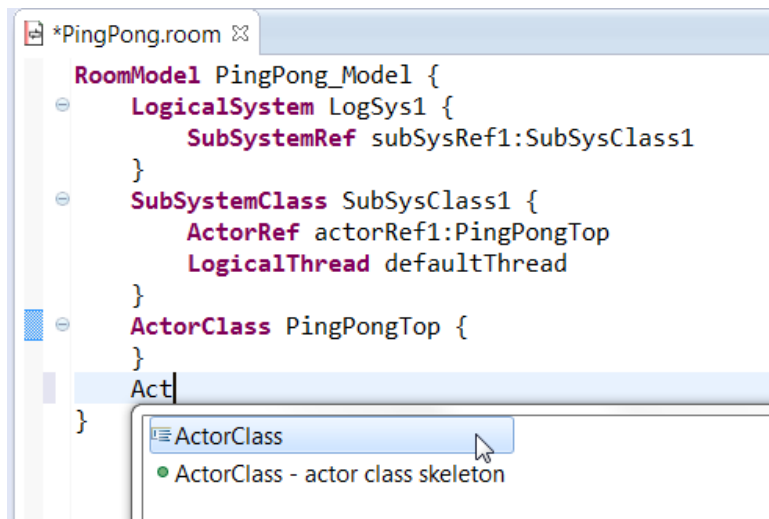 *PingPong.room
RoomModel PingPong_Model {
LogicalSystem LogSys1 {
SubSystemRef subSysRef1:SubSysClass1
}
SubSystemClass SubSysClass1 {
ActorRef actorRef1:PingPongTop
LogicalThread defaultThread
}
ActorClass PingPongTop {
}
Act
}
ActorClass
ActorClass - actor class skeleton